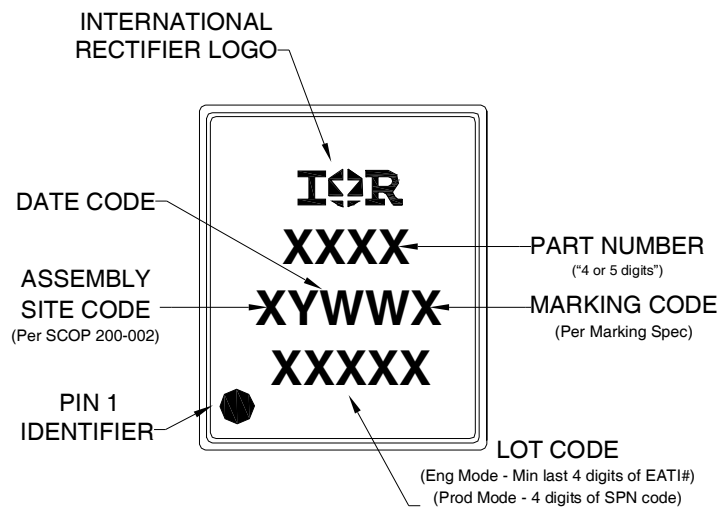 INTERNATIONAL
RECTIFIER LOGO
IOR
DATE CODE
XXXX
PART NUMBER
(“4 or 5 digits”)
ASSEMBLY
SITE CODE
(Per SCOP 200-002)
XYWWX
MARKING CODE
(Per Marking Spec)
XXXXX
PIN 1
IDENTIFIER
LOT CODE
(Eng Mode - Min last 4 digits of EATI#)
(Prod Mode - 4 digits of SPN code)